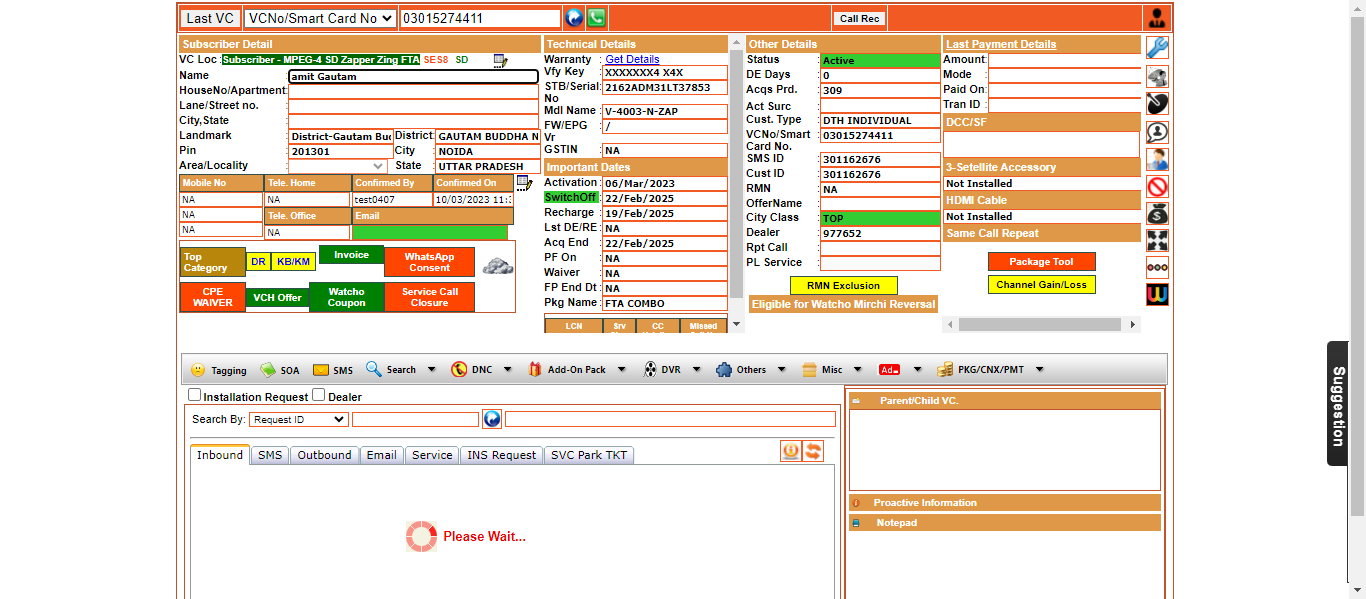 Last VC VCNo/Smart Card No 03015274411 Call Rec
Subscriber Detail
VC Loc : Subscriber - MPEG-4 SD Zapper Zing FTA SES8 SD
Name : amit Gautam
HouseNo/Apartment:
Lane/Street no. :
City,State :
Landmark : District-Gautam Bu District: GAUTAM BUDDHA N
Pin : 201301 City : NOIDA
Area/Locality : State : UTTAR PRADESH
Mobile No Tele. Home Confirmed By Confirmed On
NA NA test0407 10/03/2023 11:
NA Tele. Office Email
NA NA
Top Category DR KB/KM Invoice WhatsApp Consent
CPE WAIVER VCH Offer Watcho Coupon Service Call Closure
Technical Details
Warranty : Get Details
Vfy Key : XXXXXXX4 X4X
STB/Serial No : 2162ADM31LT37853
Mdl Name : V-4003-N-ZAP
FW/EPG Vr : /
GSTIN : NA
Important Dates
Activation : 06/Mar/2023
SwitchOff : 22/Feb/2025
Recharge : 19/Feb/2025
Lst DE/RE : NA
Acq End : 22/Feb/2025
PF On : NA
Waiver : NA
FP End Dt : NA
Pkg Name : FTA COMBO
LCN Srv CC Missed
Other Details
Status : Active
DE Days : 0
Acqs Prd. : 309
Act Surc :
Cust. Type : DTH INDIVIDUAL
VCNo/Smart Card No. : 03015274411
SMS ID : 301162676
Cust ID : 301162676
RMN : NA
OfferName :
City Class : TOP
Dealer : 977652
Rpt Call :
PL Service :
RMN Exclusion
Eligible for Watcho Mirchi Reversal
Last Payment Details
Amount:
Mode :
Paid On:
Tran ID :
DCC/SF
3-Setellite Accessory
Not Installed
HDMI Cable
Not Installed
Same Call Repeat
Package Tool
Channel Gain/Loss
Tagging SOA SMS Search DNC Add-On Pack DVR Others Misc Ad PKG/CNX/PMT
Installation Request Dealer
Search By: Request ID
Inbound SMS Outbound Email Service INS Request SVC Park TKT
Please Wait...
Parent/Child VC.
Proactive Information
Notepad
Suggestion